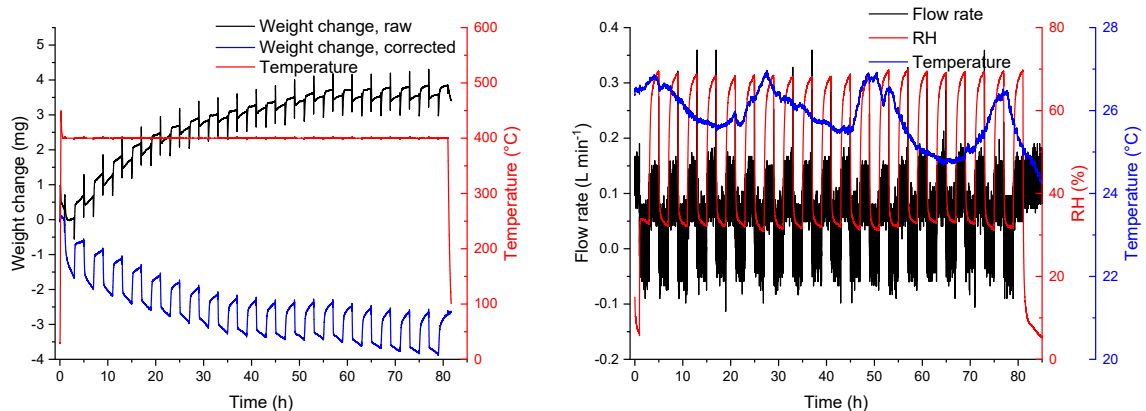 Weight change, raw
Weight change, corrected
Temperature
5
4
3
2
1
0
-1
-2
-3
-4
Weight change (mg)
0 10 20 30 40 50 60 70 80
Time (h)
600
500
400
300
200
100
0
Temperature (°C)
Flow rate
RH
Temperature
0.4
0.3
0.2
0.1
0.0
-0.1
-0.2
Flow rate (L min⁻¹)
0 10 20 30 40 50 60 70 80
Time (h)
80
60
40
20
0
RH (%)
28
26
24
22
20
Temperature (°C)